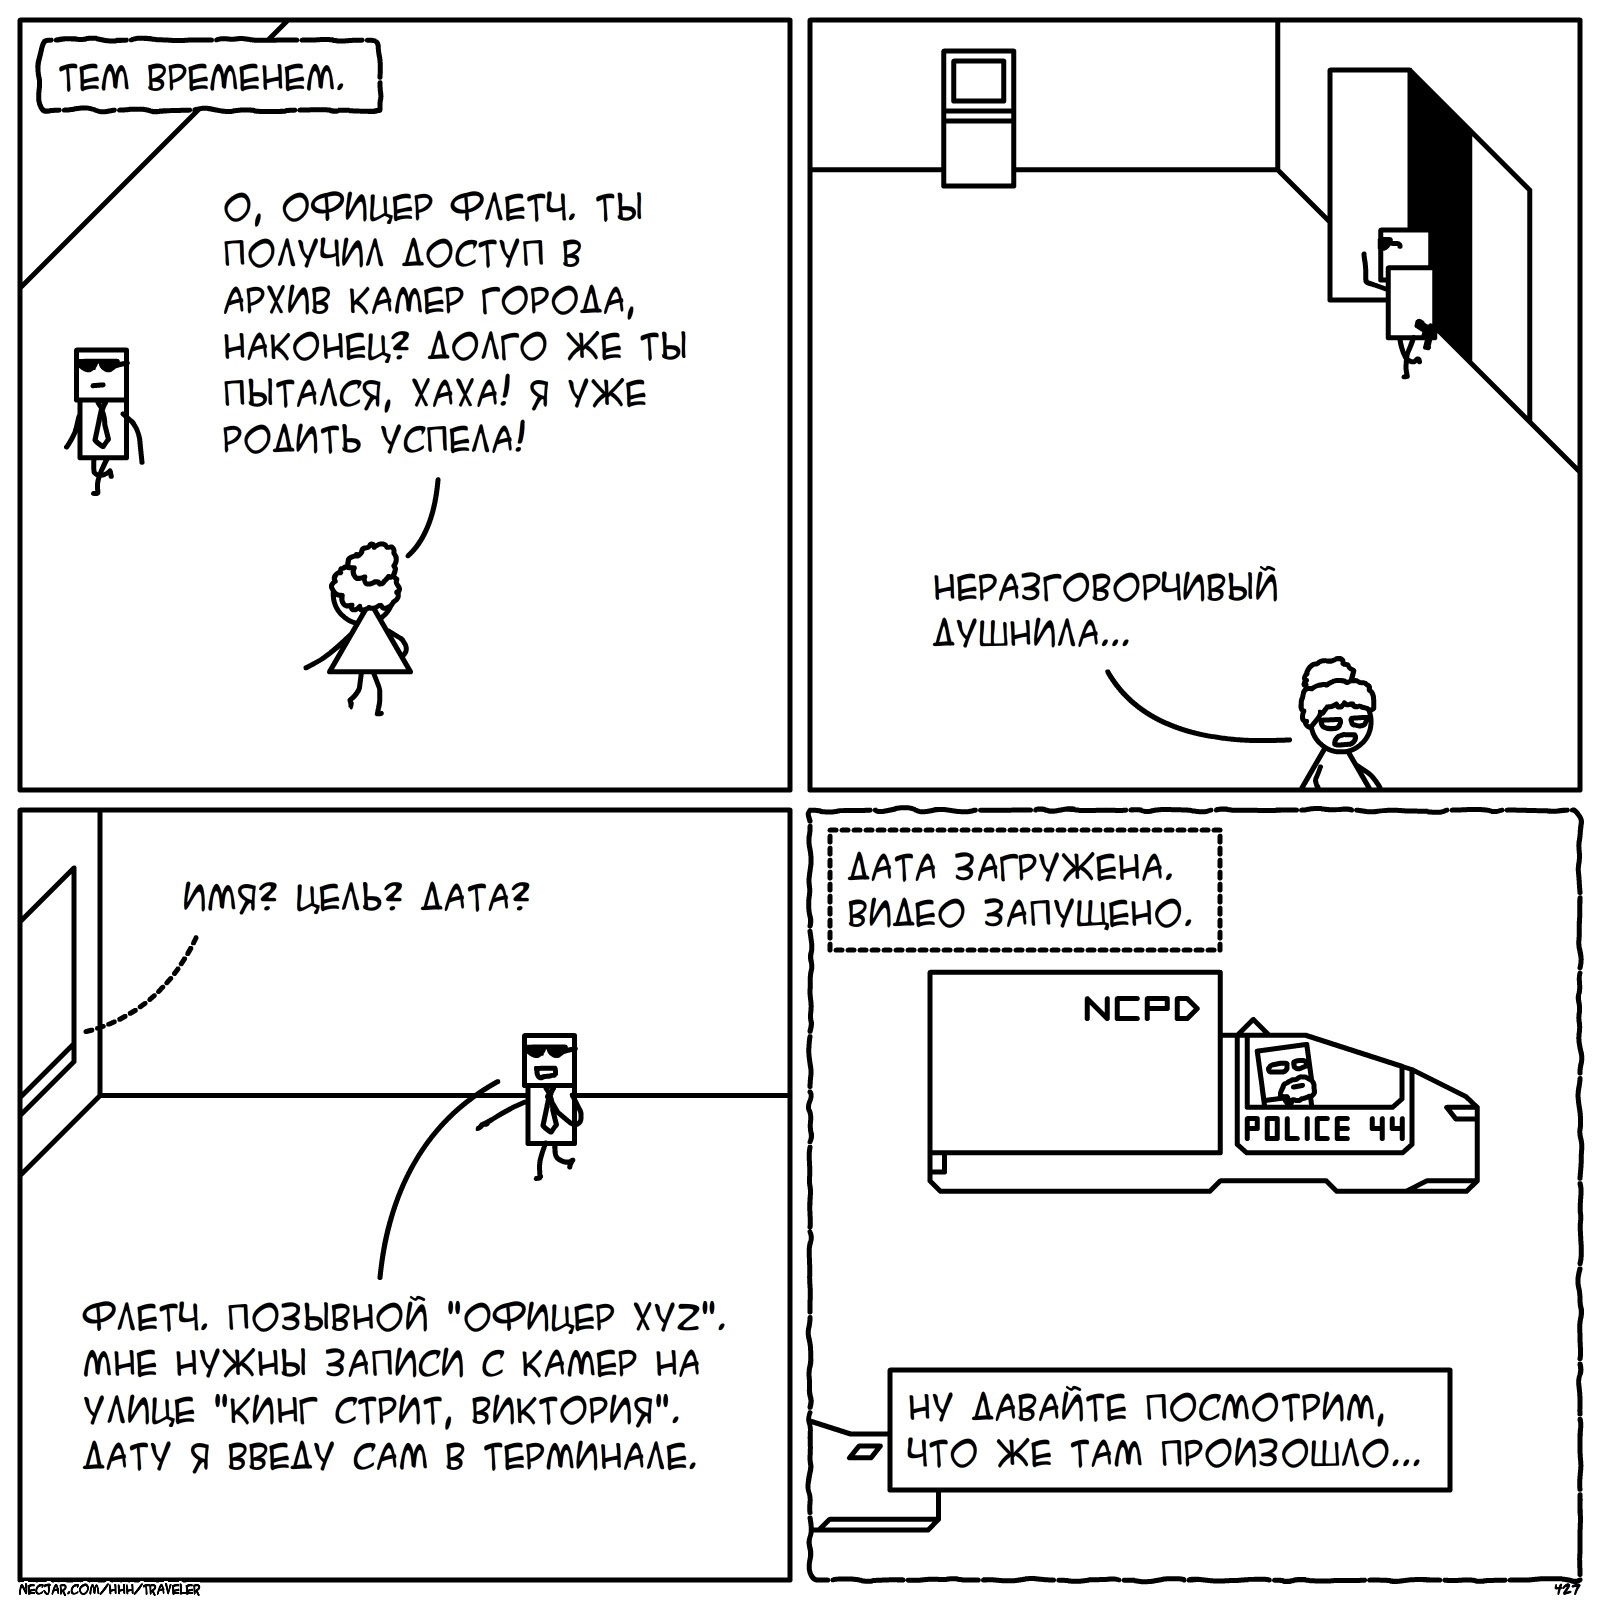 ТЕМ ВРЕМЕНЕМ.
О, ОФИЦЕР ФЛЕТЧ. ТЫ
ПОЛУЧИЛ ДОСТУП В
АРХИВ КАМЕР ГОРОДА,
НАКОНЕЦ? ДОЛГО ЖЕ ТЫ
ПЫТАЛСЯ, ХАХА! Я УЖЕ
РОДИТЬ УСПЕЛА!
НЕРАЗГОВОРЧИВЫЙ
ДУШНИЛА...
ИМЯ? ЦЕЛЬ? ДАТА?
ФЛЕТЧ. ПОЗЫВНОЙ "ОФИЦЕР XYZ".
МНЕ НУЖНЫ ЗАПИСИ С КАМЕР НА
УЛИЦЕ "КИНГ СТРИТ, ВИКТОРИЯ".
ДАТУ Я ВВЕДУ САМ В ТЕРМИНАЛЕ.
ДАТА ЗАГРУЖЕНА.
ВИДЕО ЗАПУЩЕНО.
NCPD
POLICE 44
НУ ДАВАЙТЕ ПОСМОТРИМ,
ЧТО ЖЕ ТАМ ПРОИЗОШЛО...
NECJAR.COM/HHH/TRAVELER
427